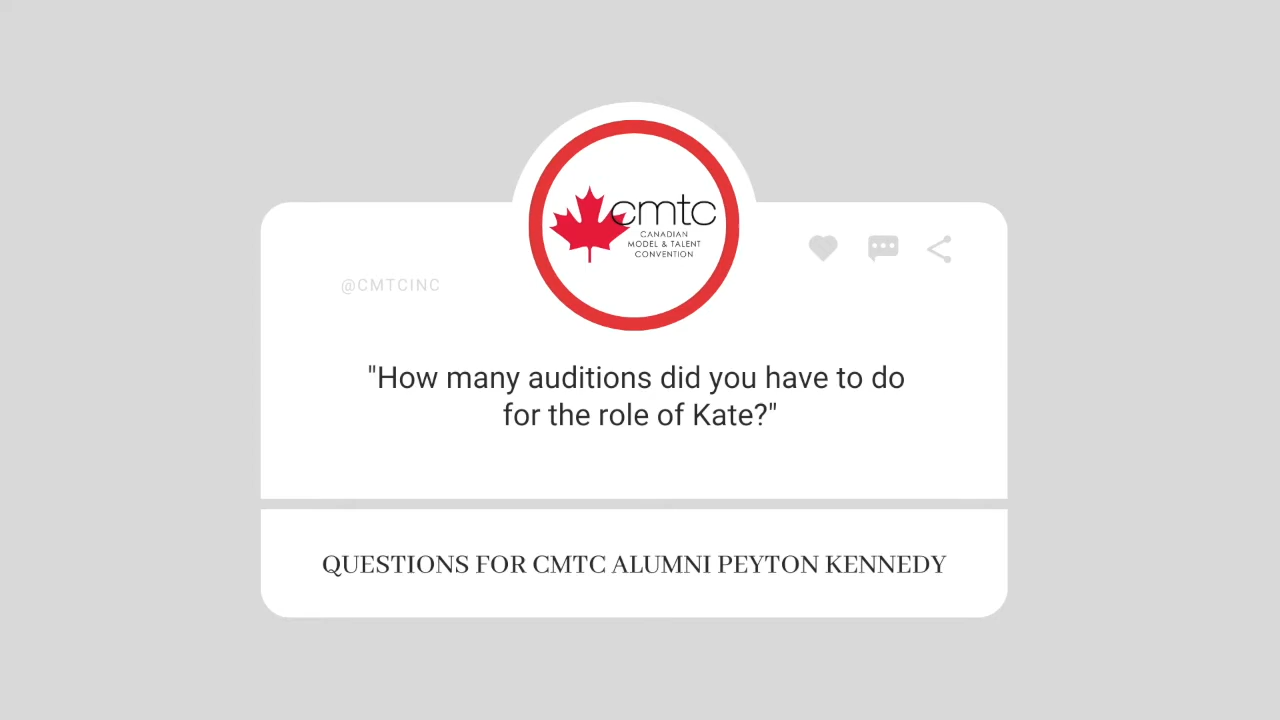 cmtc
CANADIAN
MODEL & TALENT
CONVENTION
@CMTCINC
"How many auditions did you have to do
for the role of Kate?"
QUESTIONS FOR CMTC ALUMNI PEYTON KENNEDY